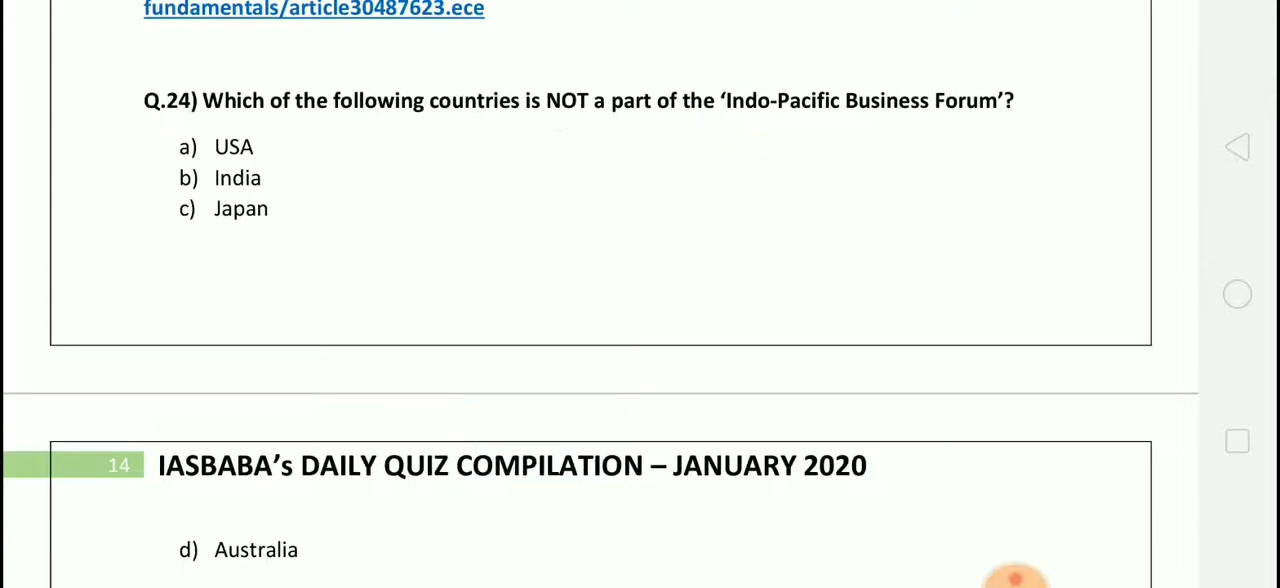 fundamentals/article30487623.ece
Q.24) Which of the following countries is NOT a part of the ‘Indo-Pacific Business Forum’?
a) USA
b) India
c) Japan
14 IASBABA’s DAILY QUIZ COMPILATION – JANUARY 2020
d) Australia